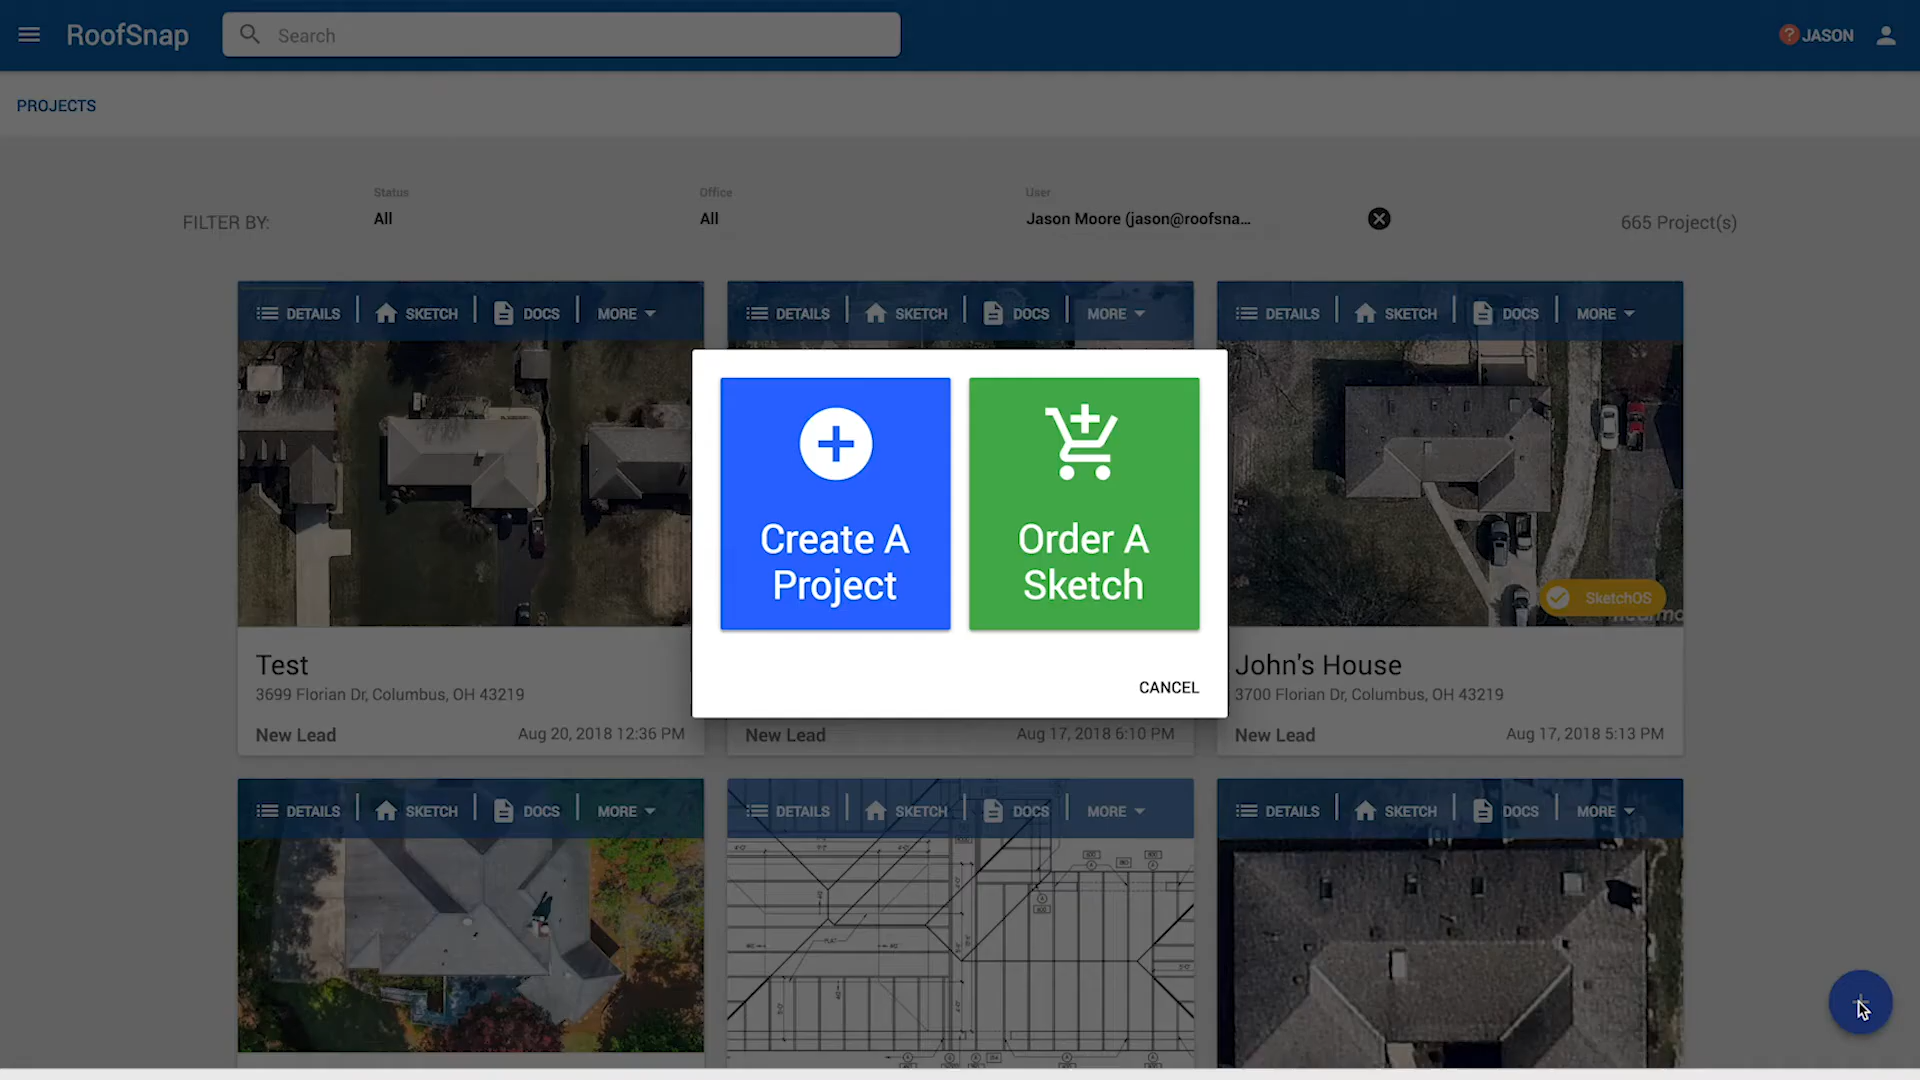 RoofSnap
Search
? JASON
PROJECTS
FILTER BY:
Status
All
Office
All
User
Jason Moore (jason@roofsna...
665 Project(s)
DETAILS SKETCH DOCS MORE
DETAILS SKETCH DOCS MORE
DETAILS SKETCH DOCS MORE
Create A
Project
Order A
Sketch
CANCEL
SketchOS
Test
3699 Florian Dr, Columbus, OH 43219
New Lead Aug 20, 2018 12:36 PM
New Lead Aug 17, 2018 6:10 PM
John's House
3700 Florian Dr, Columbus, OH 43219
New Lead Aug 17, 2018 5:13 PM
DETAILS SKETCH DOCS MORE
DETAILS SKETCH DOCS MORE
DETAILS SKETCH DOCS MORE